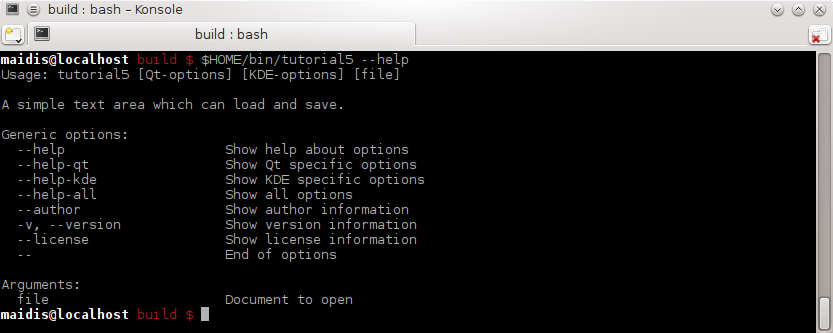 build : bash – Konsole
build : bash
maidis@localhost build $ $HOME/bin/tutorial5 --help
Usage: tutorial5 [Qt-options] [KDE-options] [file]
A simple text area which can load and save.
Generic options:
--help Show help about options
--help-qt Show Qt specific options
--help-kde Show KDE specific options
--help-all Show all options
--author Show author information
-v, --version Show version information
--license Show license information
-- End of options
Arguments:
file Document to open
maidis@localhost build $